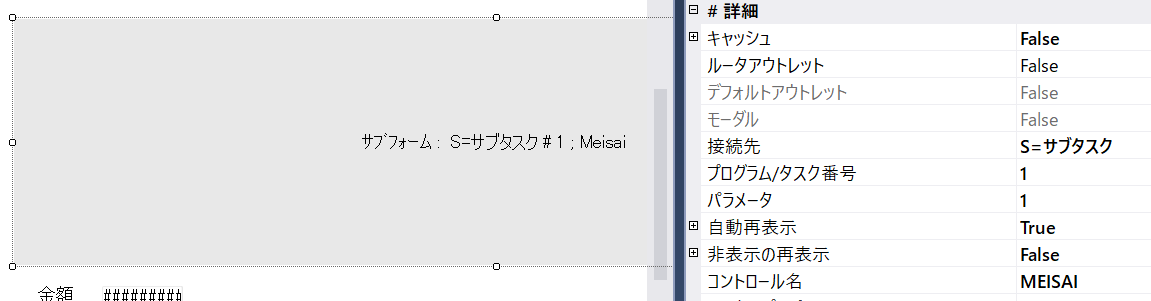 サブフォーム : S=サブタスク # 1 ; Meisai
金額 #########
# 詳細
キャッシュ False
ルータアウトレット False
デフォルトアウトレット False
モーダル False
接続先 S=サブタスク
プログラム/タスク番号 1
パラメータ 1
自動再表示 True
非表示の再表示 False
コントロール名 MEISAI